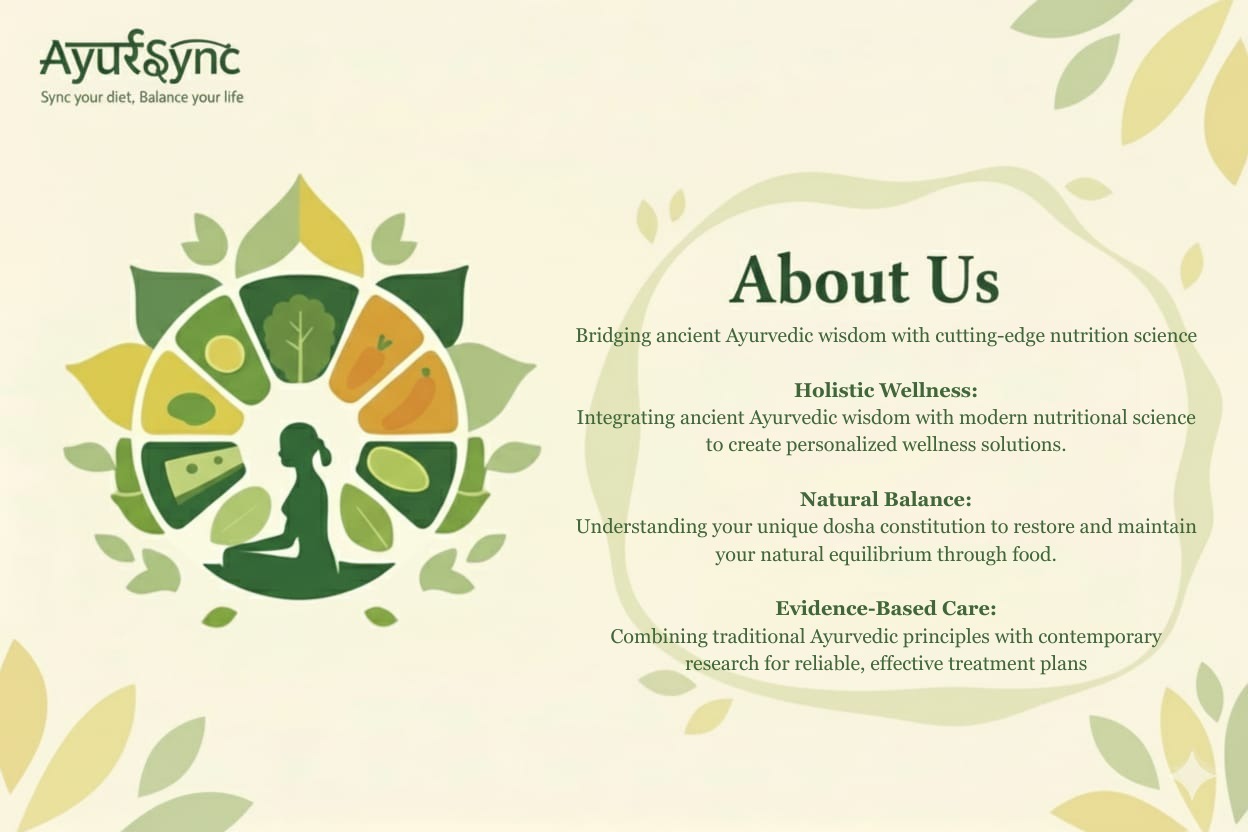 AyurSync
Sync your diet, Balance your life
About Us
Bridging ancient Ayurvedic wisdom with cutting-edge nutrition science
Holistic Wellness:
Integrating ancient Ayurvedic wisdom with modern nutritional science
to create personalized wellness solutions.
Natural Balance:
Understanding your unique dosha constitution to restore and maintain
your natural equilibrium through food.
Evidence-Based Care:
Combining traditional Ayurvedic principles with contemporary
research for reliable, effective treatment plans